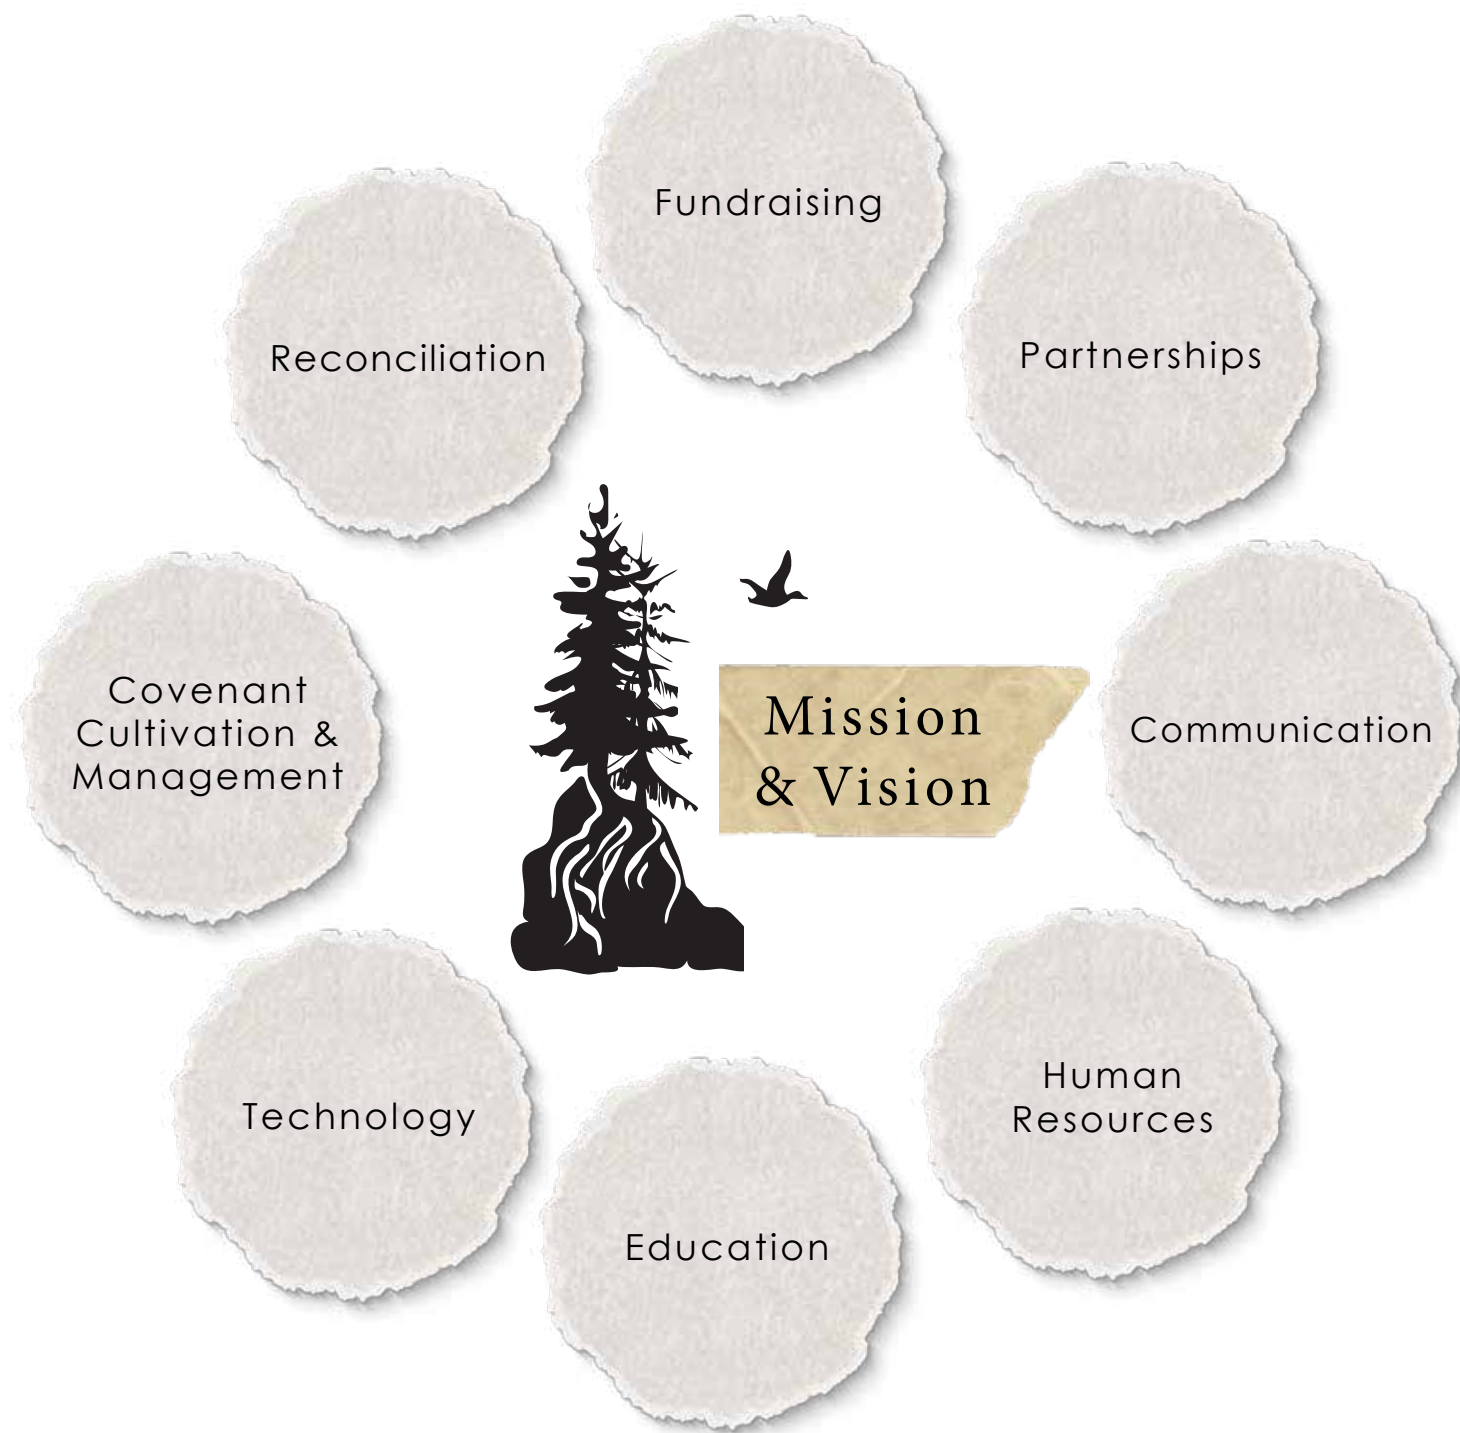 Fundraising
Reconciliation
Partnerships
Covenant
Cultivation &
Management
Mission
& Vision
Communication
Technology
Human
Resources
Education